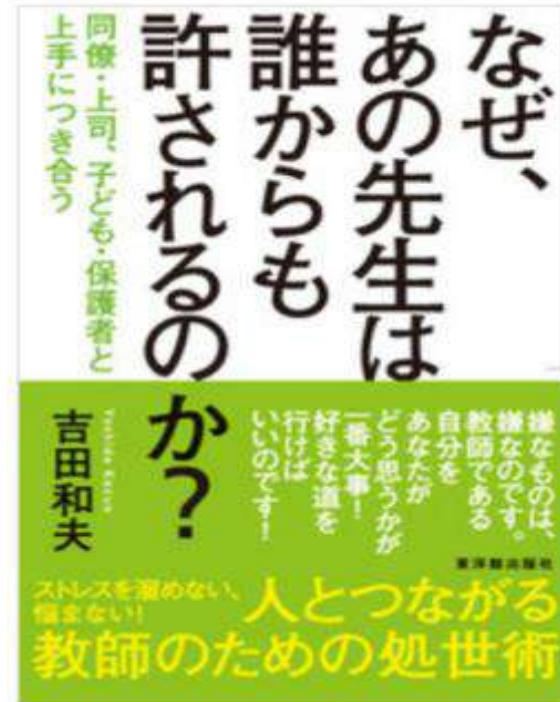 なぜ、
あの先生は
誰からも
許されるのか？
同僚・上司、子ども・保護者と
上手につき合う
嫌なものは、
嫌なのです。
教師である
自分を
あなたが
どう思うかが
一番大事！
好きな道を
行けば
いいのです！
吉田和夫
Yoshida Kazuo
東洋館出版社
ストレスを溜めない、
悩まない！
人とつながる
教師のための処世術